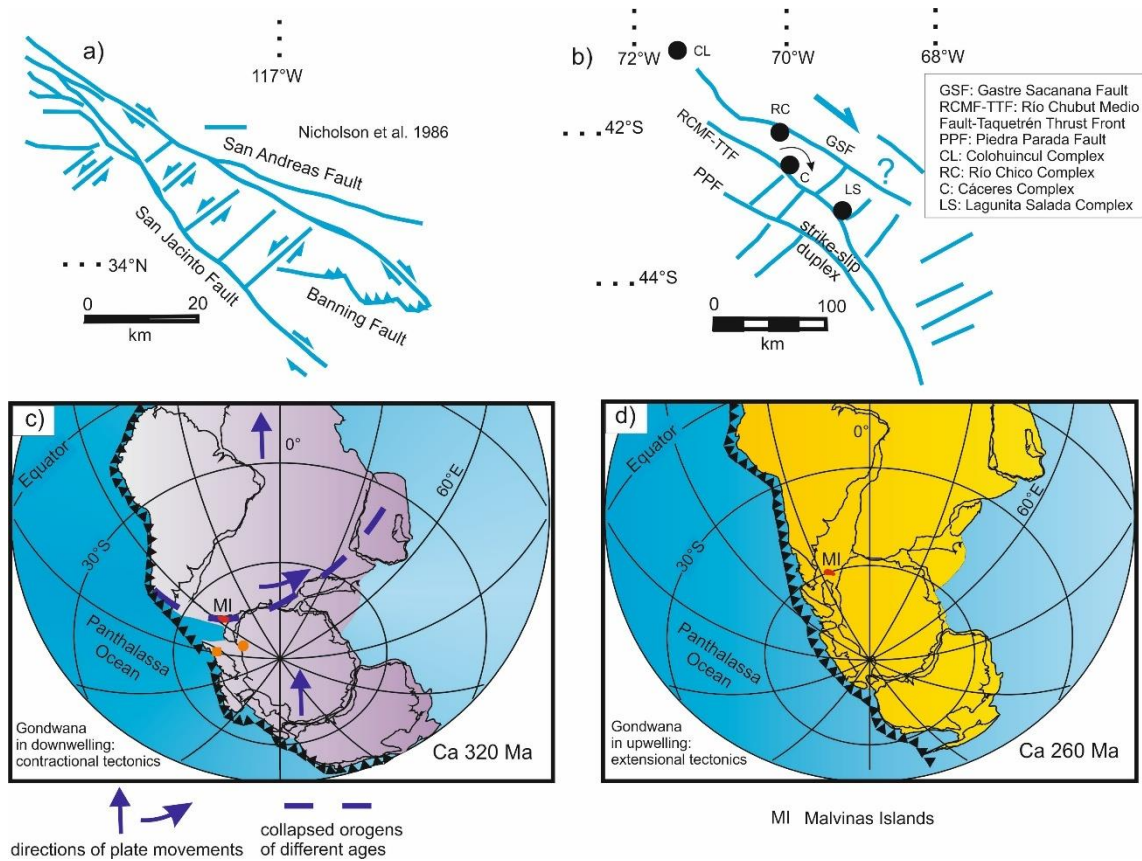 a)
117°W
Nicholson et al. 1986
San Andreas Fault
San Jacinto Fault
34°N
Banning Fault
0 20
km
b)
72°W
70°W
68°W
CL
42°S
RC
RCMF-TTF
GSF
C
PPF
LS
?
strike-slip
duplex
44°S
0 100
km
GSF: Gastre Sacanana Fault
RCMF-TTF: Río Chubut Medio
Fault-Taquetrén Thrust Front
PPF: Piedra Parada Fault
CL: Colohuincul Complex
RC: Río Chico Complex
C: Cáceres Complex
LS: Lagunita Salada Complex
c)
Equator
0°
60°E
30°S
MI
Panthalassa
Ocean
Gondwana
in downwelling:
contractional tectonics
Ca 320 Ma
d)
Equator
0°
60°E
30°S
MI
Panthalassa
Ocean
Gondwana
in upwelling:
extensional tectonics
Ca 260 Ma
directions of plate movements
collapsed orogens
of different ages
MI Malvinas Islands